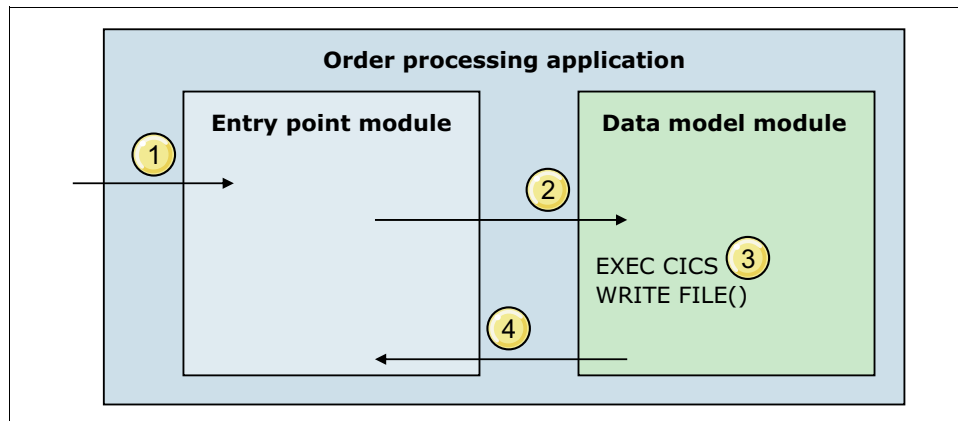 Order processing application
Entry point module
Data model module
1
2
EXEC CICS
3
WRITE FILE()
4